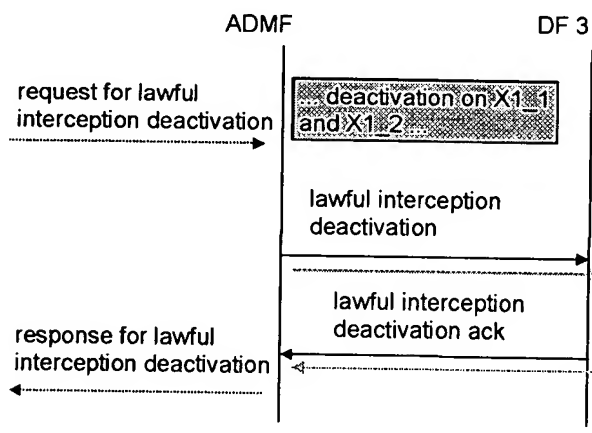 ADMF
DF 3
request for lawful
interception deactivation
... deactivation on X1_1
and X1_2 ...
lawful interception
deactivation
lawful interception
deactivation ack
response for lawful
interception deactivation